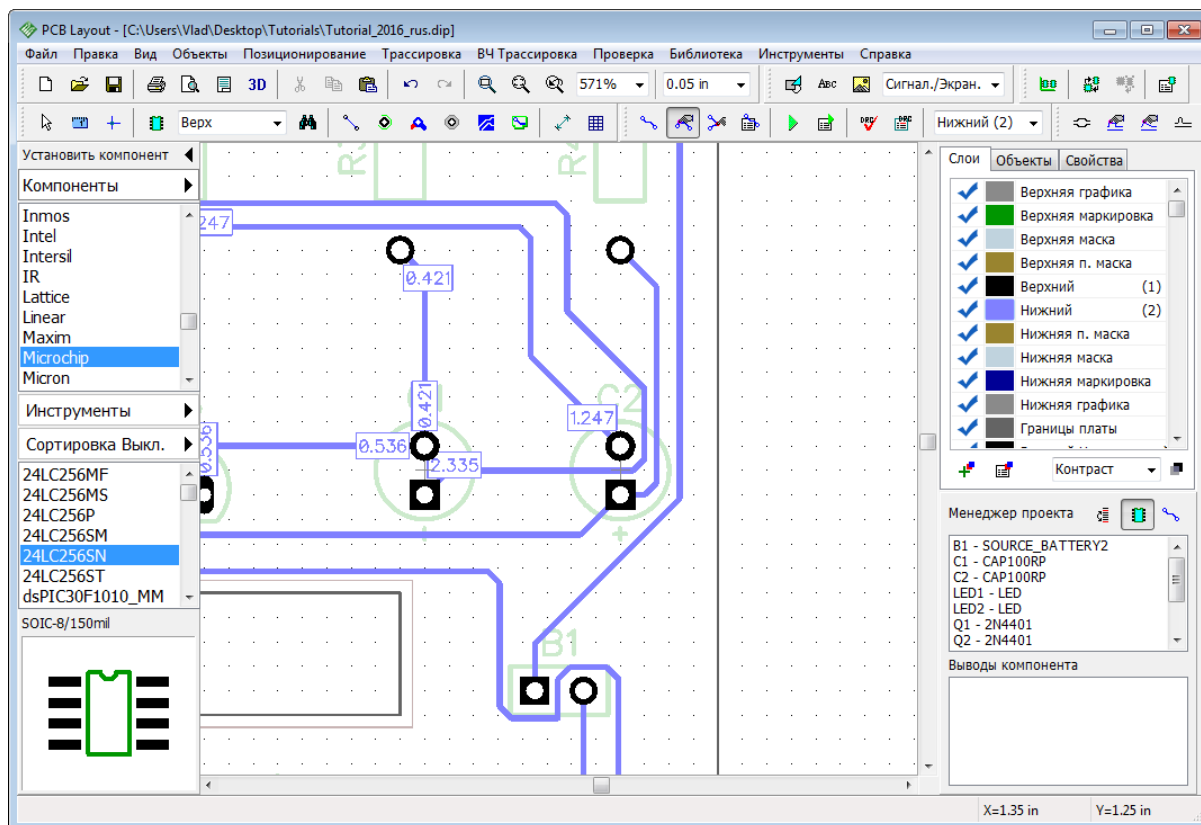 PCB Layout - [C:\Users\Vlad\Desktop\Tutorials\Tutorial_2016_rus.dip]
Файл Правка Вид Объекты Позиционирование Трассировка ВЧ Трассировка Проверка Библиотека Инструменты Справка
3D 571% 0.05 in ABC Сигнал./Экран.
Верх DRC DRC Нижний (2)
Установить компонент
Компоненты
Inmos
Intel
Intersil
IR
Lattice
Linear
Maxim
Microchip
Micron
Инструменты
Сортировка Выкл.
24LC256MF
24LC256MS
24LC256P
24LC256SM
24LC256SN
24LC256ST
dsPIC30F1010_MM
SOIC-8/150mil
R4
247
0.421
0.421
C2
1.247
0.536
0.536
2.335
+
+
B1
Слои Объекты Свойства
Верхняя графика
Верхняя маркировка
Верхняя маска
Верхняя п. маска
Верхний (1)
Нижний (2)
Нижняя п. маска
Нижняя маска
Нижняя маркировка
Нижняя графика
Границы платы
Контраст
Менеджер проекта
B1 - SOURCE_BATTERY2
C1 - CAP100RP
C2 - CAP100RP
LED1 - LED
LED2 - LED
Q1 - 2N4401
Q2 - 2N4401
Выводы компонента
X=1.35 in Y=1.25 in